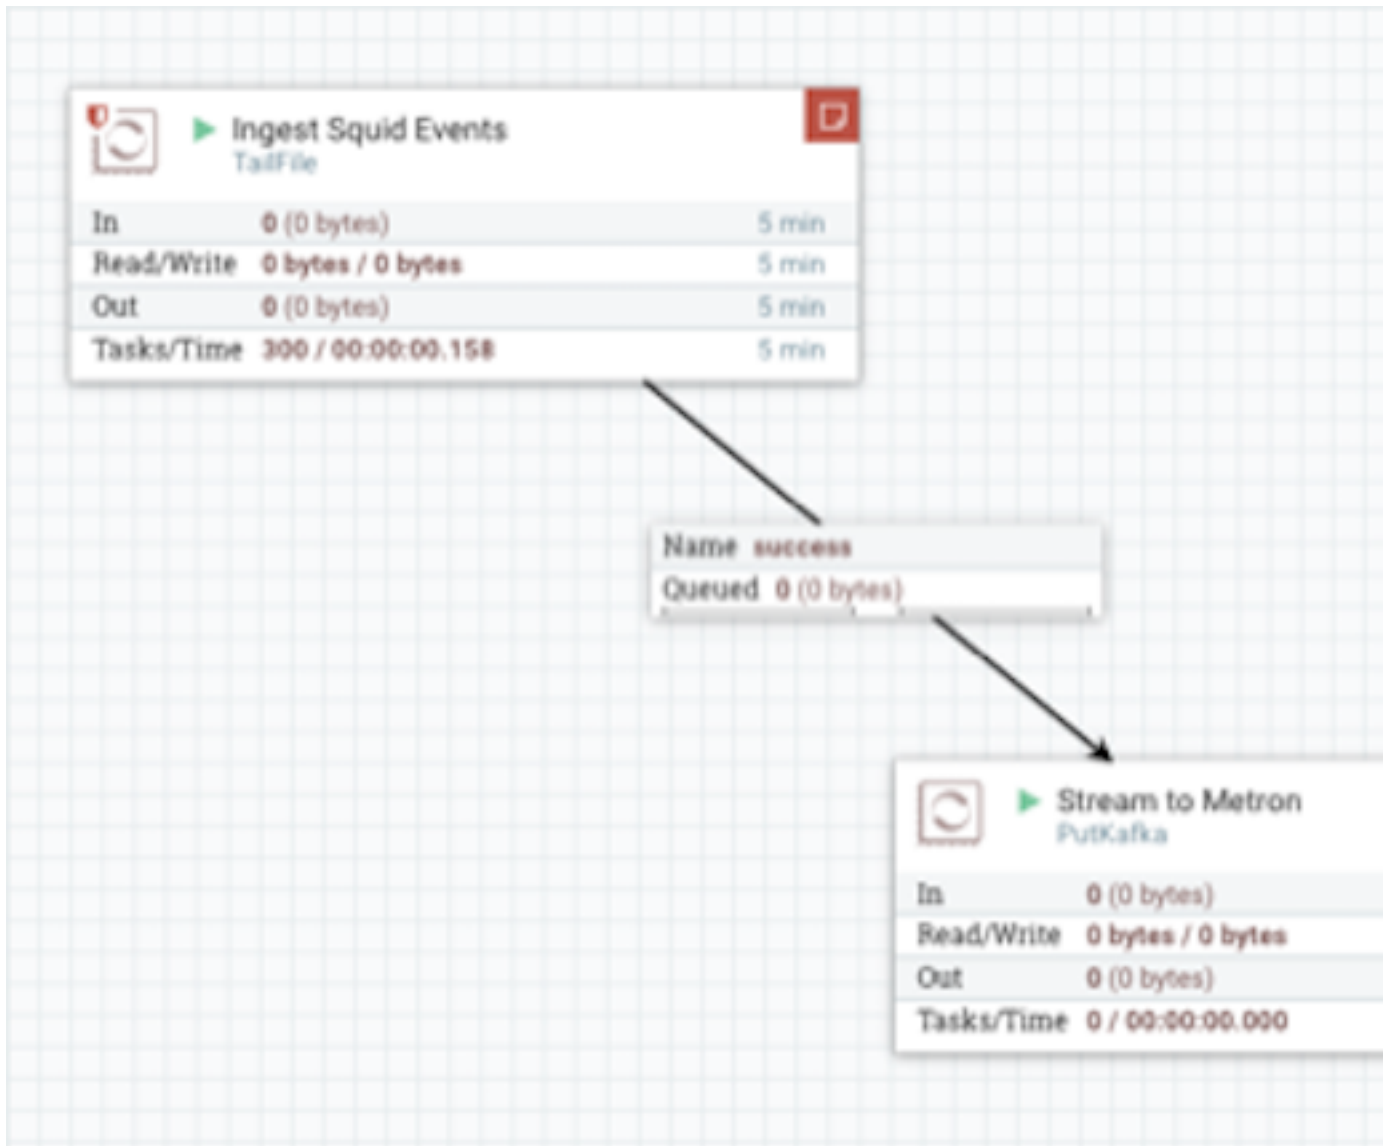 Ingest Squid Events
TailFile
In 0 (0 bytes) 5 min
Read/Write 0 bytes / 0 bytes 5 min
Out 0 (0 bytes) 5 min
Tasks/Time 300 / 00:00:00.158 5 min
Name success
Queued 0 (0 bytes)
Stream to Metron
PutKafka
In 0 (0 bytes)
Read/Write 0 bytes / 0 bytes
Out 0 (0 bytes)
Tasks/Time 0 / 00:00:00.000